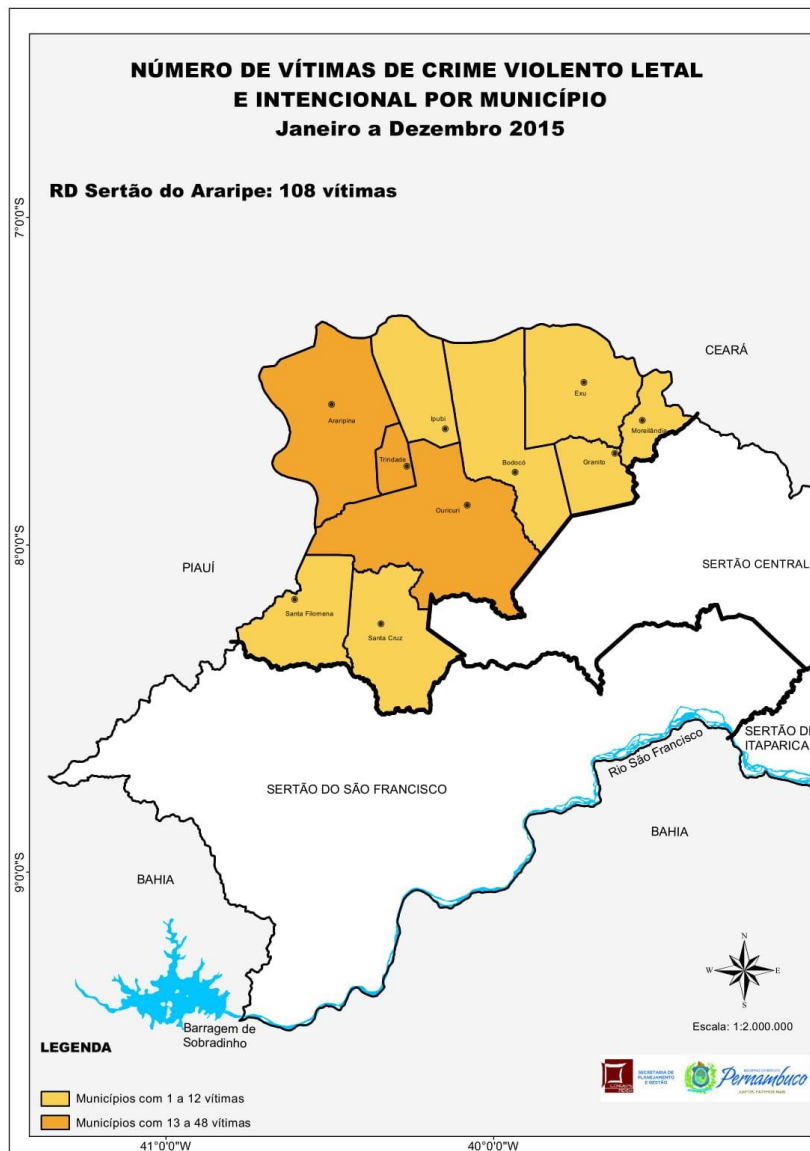 NÚMERO DE VÍTIMAS DE CRIME VIOLENTO LETAL
E INTENCIONAL POR MUNICÍPIO
Janeiro a Dezembro 2015
RD Sertão do Araripe: 108 vítimas
7°0'0"S
CEARÁ
Exu
Araripina
Ipubi
Moreilândia
Trindade
Bodocó
Granito
Ouricuri
8°0'0"S
PIAUÍ
SERTÃO CENTRAL
Santa Filomena
Santa Cruz
SERTÃO DE
ITAPARICA
Rio São Francisco
SERTÃO DO SÃO FRANCISCO
BAHIA
9°0'0"S
BAHIA
N
W
E
S
Barragem de
Sobradinho
Escala: 1:2.000.000
LEGENDA
SECRETARIA DE
PLANEJAMENTO
E GESTÃO
Pernambuco
Municípios com 1 a 12 vítimas
Municípios com 13 a 48 vítimas
41°0'0"W
40°0'0"W